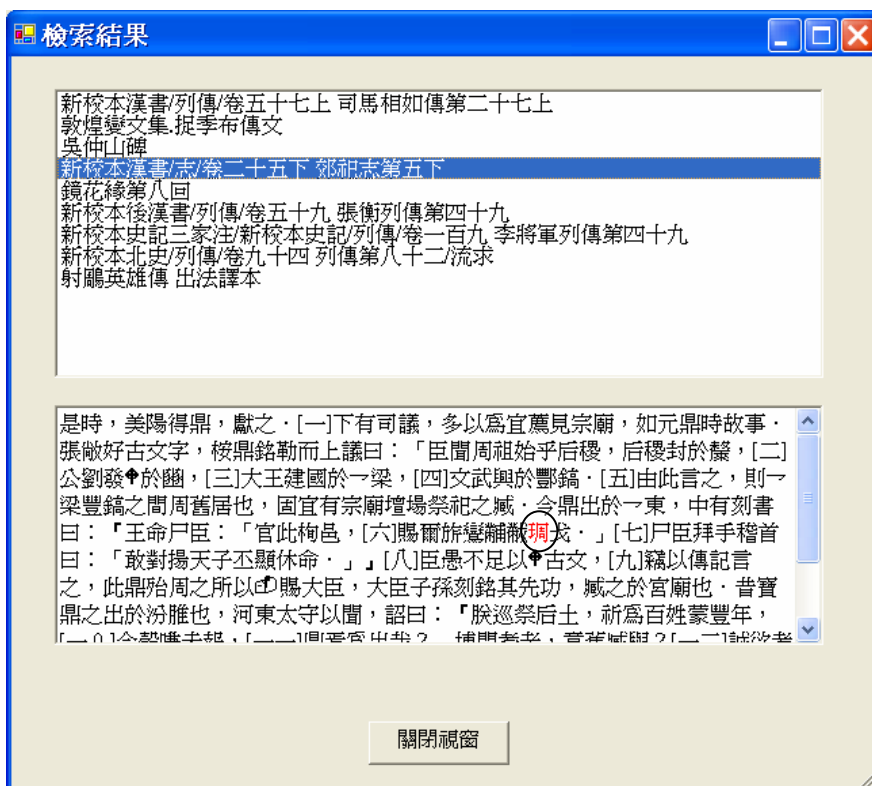 檢索結果
新校本漢書/列傳/卷五十七上 司馬相如傳第二十七上
敦煌變文集.捉季布傳文
吳仲山碑
新校本漢書/志/卷二十五下 郊祀志第五下
鏡花緣第八回
新校本後漢書/列傳/卷五十九 張衡列傳第四十九
新校本史記三家注/新校本史記/列傳/卷一百九 李將軍列傳第四十九
新校本北史/列傳/卷九十四 列傳第八十二/流求
射鵰英雄傳 出法譯本
是時，美陽得鼎，獻之．[一]下有司議，多以為宜薦見宗廟，如元鼎時故事．
張敞好古文字，桉鼎銘勒而上議曰：「臣聞周祖始乎后稷，后稷封於斄，[二]
公劉發於豳，[三]大王建國於乛梁，[四]文武興於酆鎬．[五]由此言之，則乛
梁豐鎬之間周舊居也，固宜有宗廟壇場祭祀之臧．今鼎出於乛東，中有刻書
曰：『王命尸臣：「官此栒邑，[六]賜爾旂鸞黼黻琱戈．」[七]尸臣拜手稽首
曰：「敢對揚天子丕顯休命．」』[八]臣愚不足以古文，[九]竊以傳記言
之，此鼎殆周之所以賜大臣，大臣子孫刻銘其先功，臧之於宮廟也．昔寶
鼎之出於汾脽也，河東太守以聞，詔曰：『朕巡祭后土，祈為百姓蒙豐年，
關閉視窗